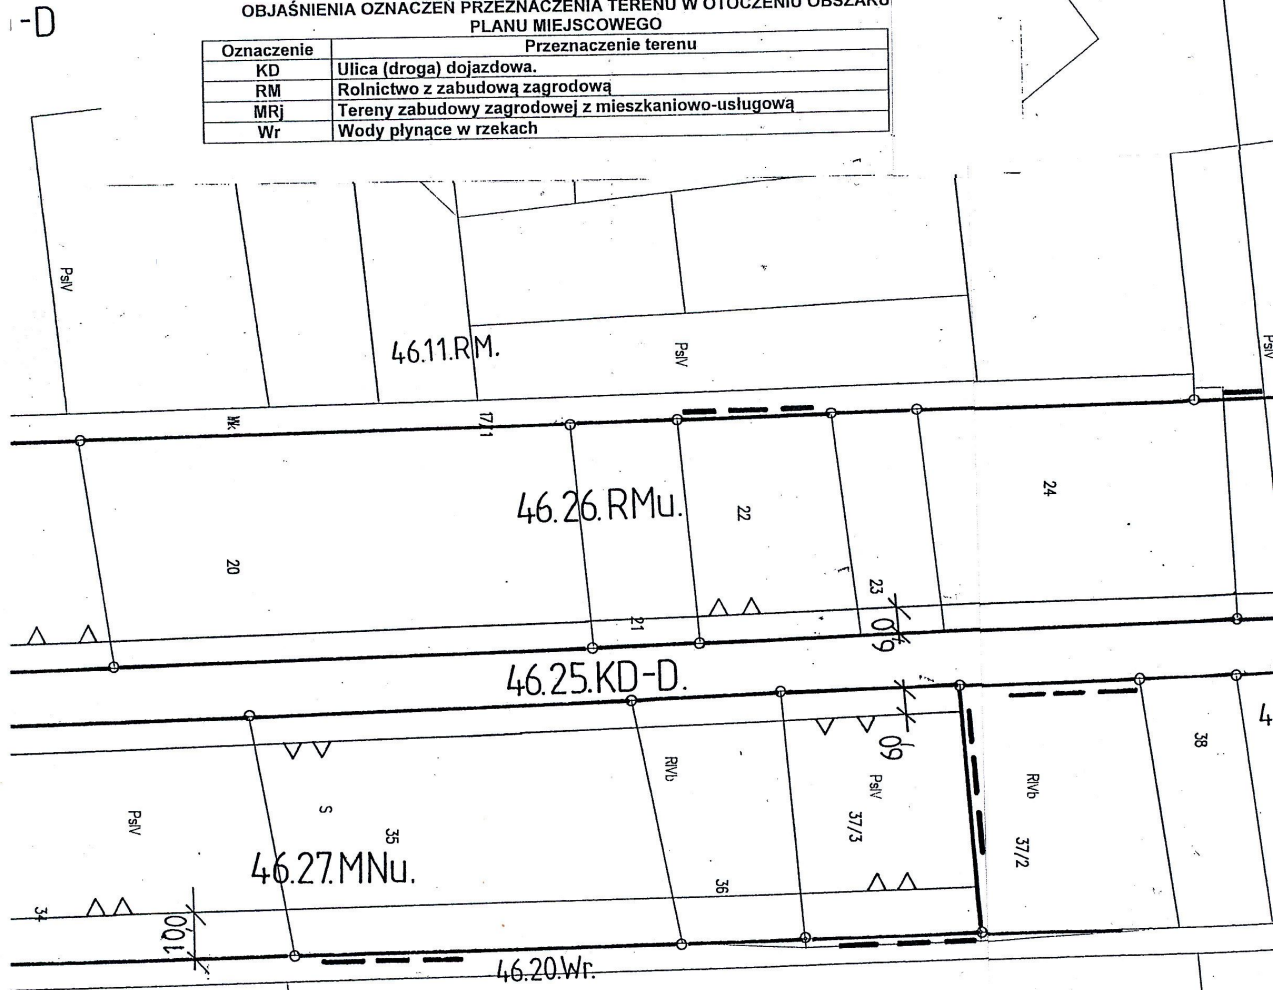 -D
OBJAŚNIENIA OZNACZEŃ PRZEZNACZENIA TERENU W OTOCZENIU OBSZARU
PLANU MIEJSCOWEGO
Oznaczenie Przeznaczenie terenu
KD Ulica (droga) dojazdowa.
RM Rolnictwo z zabudową zagrodową
MRj Tereny zabudowy zagrodowej z mieszkaniowo-usługową
Wr Wody płynące w rzekach
PsIV
46.11.RM.
PsIV
PsIV
Wk
17/1
46.26.RMu.
22
24
20
23
21
6,0
46.25.KD-D.
4
60
38
RIVb
PsIV
RIVb
PsIV
S
35
37/3
37/2
46.27.MNu.
36
34
10,0
46.20.Wr.